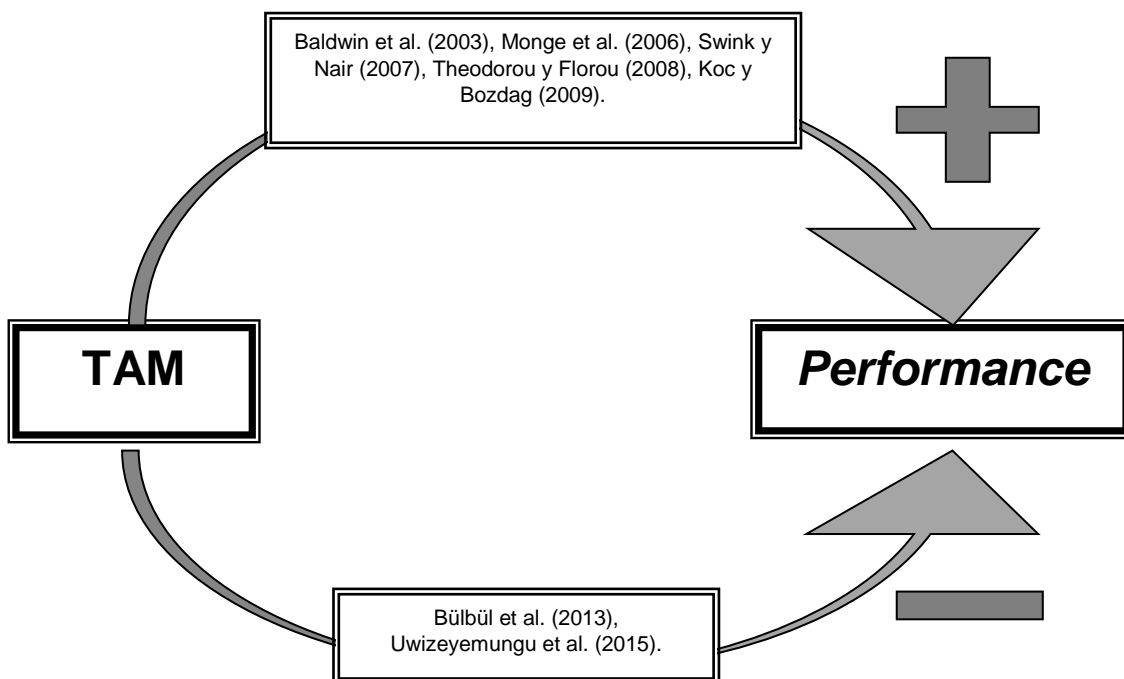 Baldwin et al. (2003), Monge et al. (2006), Swink y
Nair (2007), Theodorou y Florou (2008), Koc y
Bozdag (2009).
TAM
Performance
Bülbül et al. (2013),
Uwizeyemungu et al. (2015).